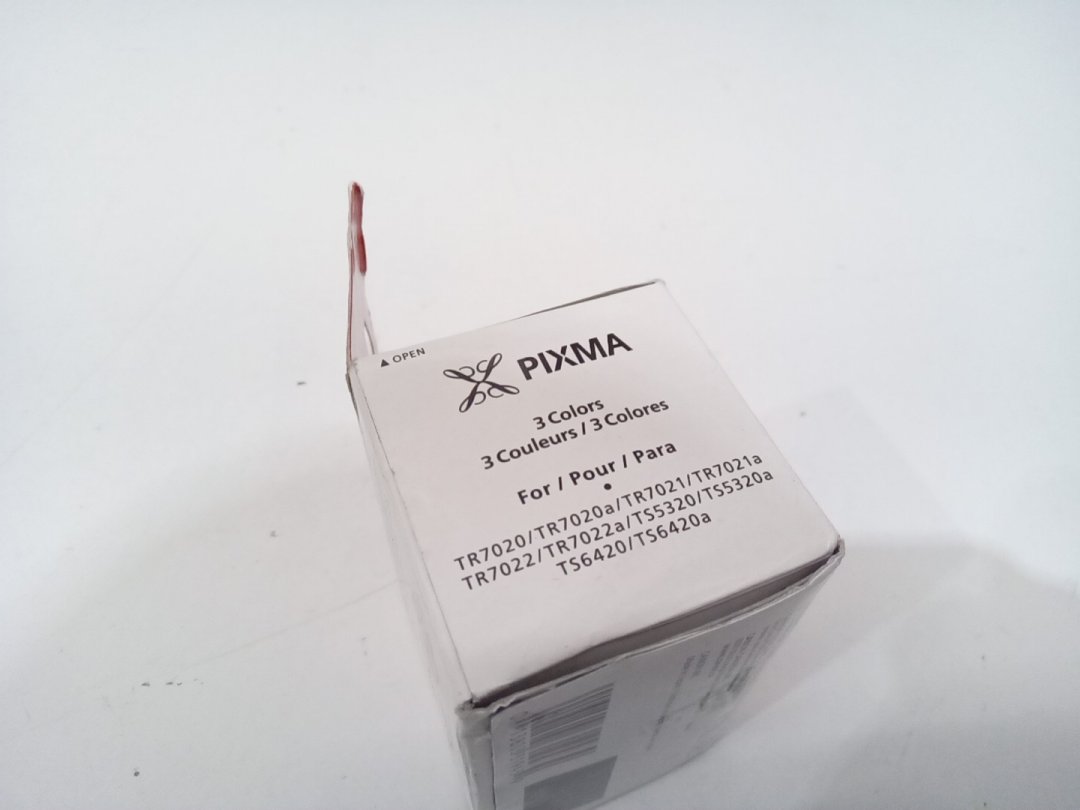 ▲ OPEN
PIXMA
3 Colors
3 Couleurs / 3 Colores
For / Pour / Para
•
TR7020/TR7020a/TR7021/TR7021a
TR7022/TR7022a/TS5320/TS5320a
TS6420/TS6420a